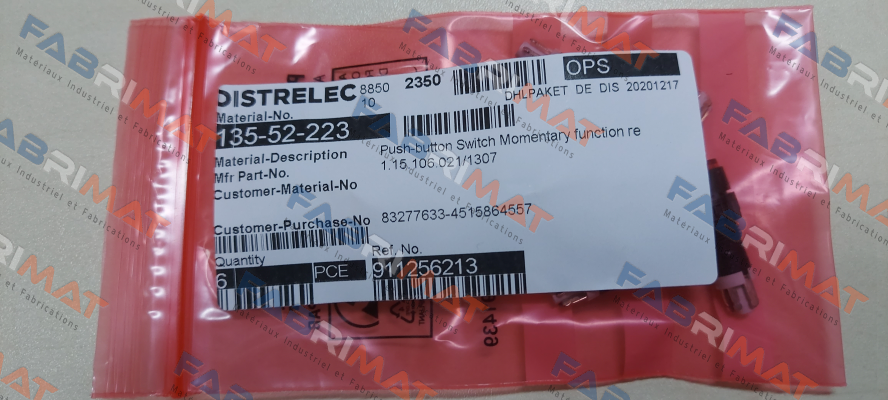 DISTRELEC 8850 2350 OPS
10 DHLPAKET DE DIS 20201217
Material-No.
135-52-223
Material-Description Push-button Switch Momentary function re
Mfr Part-No. 1.15.106.021/1307
Customer-Material-No
Customer-Purchase-No 83277633-4515864557
Quantity Ref. No.
6 PCE 911256213
FABRIMAT
Materiaux Industriel et Fabrications